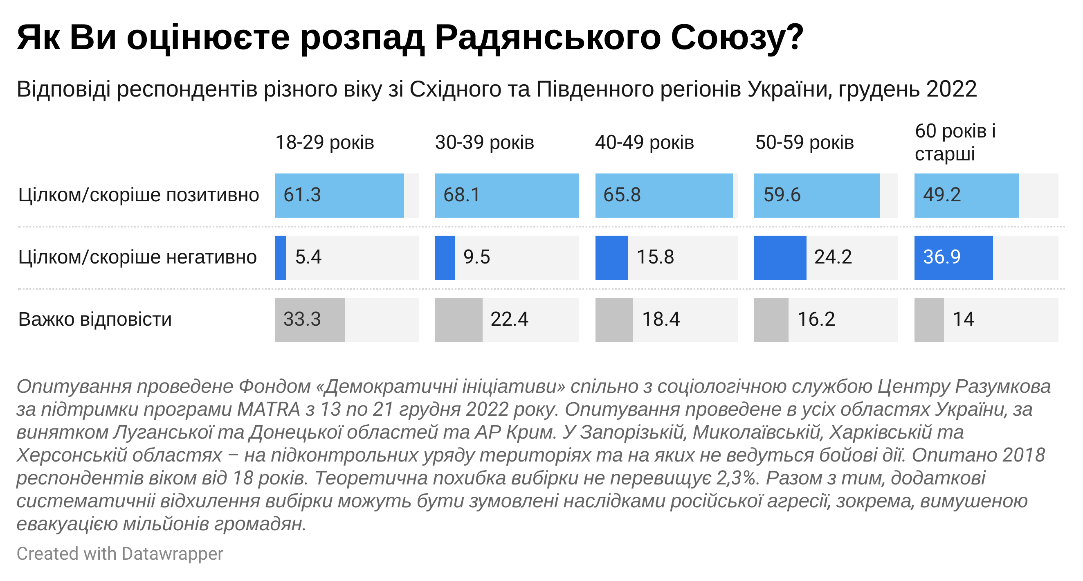 Як Ви оцінюєте розпад Радянського Союзу?
Відповіді респондентів різного віку зі Східного та Південного регіонів України, грудень 2022
18-29 років 30-39 років 40-49 років 50-59 років 60 років і
старші
Цілком/скоріше позитивно 61.3 68.1 65.8 59.6 49.2
Цілком/скоріше негативно 5.4 9.5 15.8 24.2 36.9
Важко відповісти 33.3 22.4 18.4 16.2 14
Опитування проведене Фондом «Демократичні ініціативи» спільно з соціологічною службою Центру Разумкова
за підтримки програми MATRA з 13 по 21 грудня 2022 року. Опитування проведене в усіх областях України, за
винятком Луганської та Донецької областей та АР Крим. У Запорізькій, Миколаївській, Харківській та
Херсонській областях – на підконтрольних уряду територіях та на яких не ведуться бойові дії. Опитано 2018
респондентів віком від 18 років. Теоретична похибка вибірки не перевищує 2,3%. Разом з тим, додаткові
систематичніі відхилення вибірки можуть бути зумовлені наслідками російської агресії, зокрема, вимушеною
евакуацією мільйонів громадян.
Created with Datawrapper